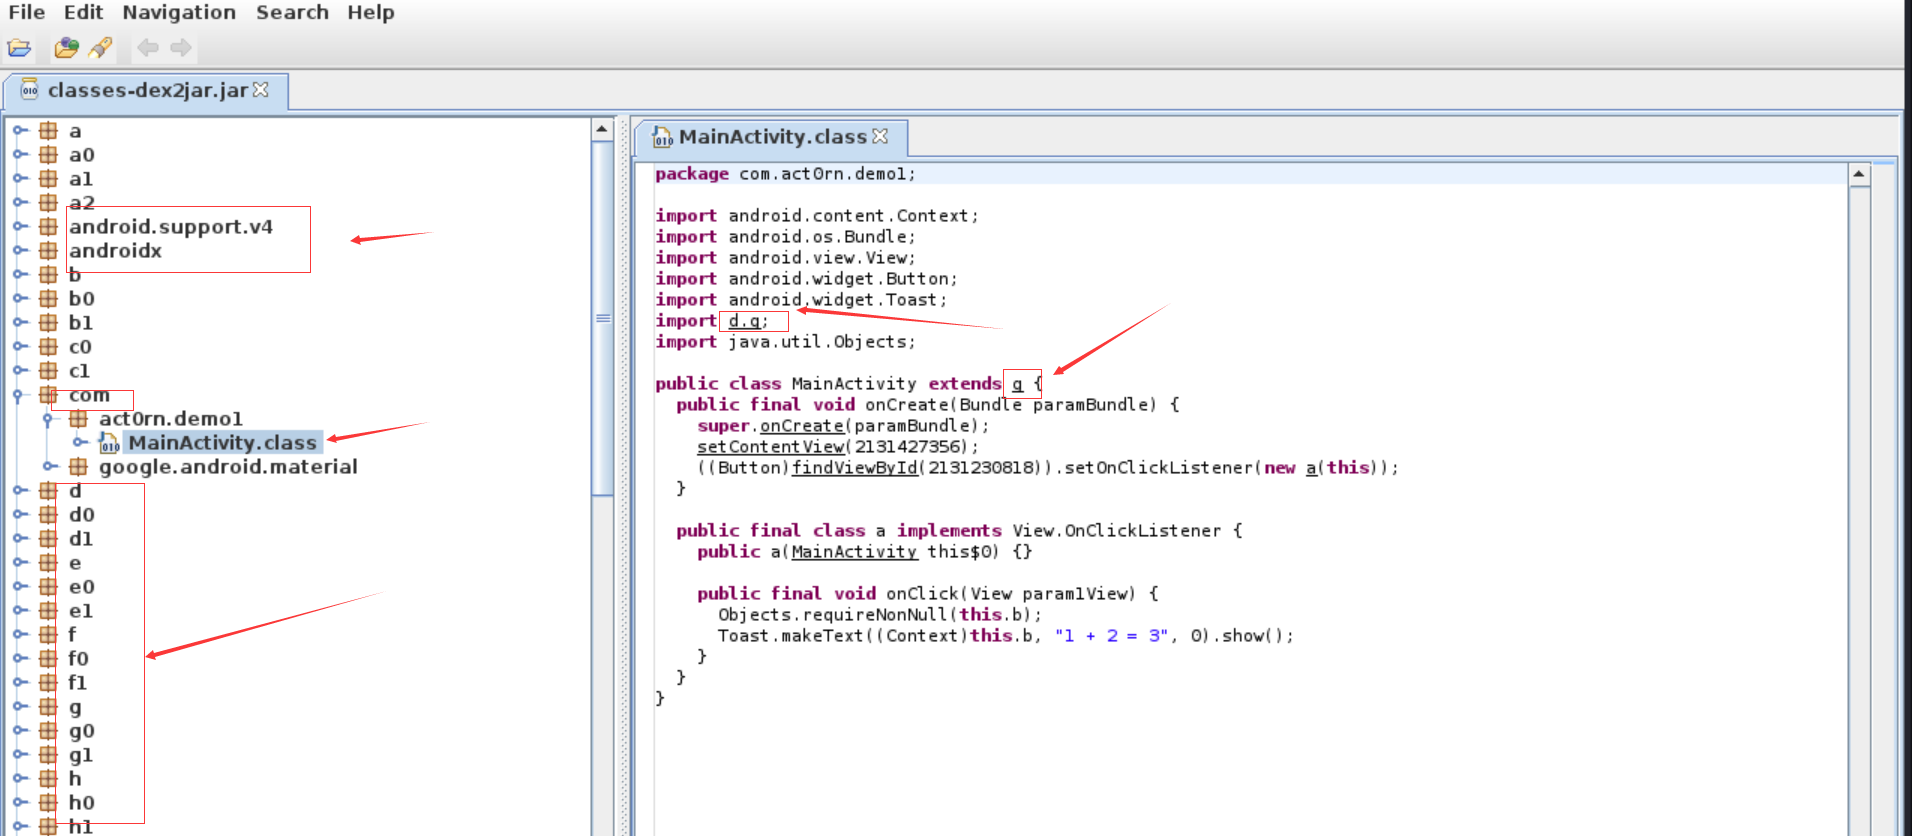 File Edit Navigation Search Help
classes-dex2jar.jar
a
a0
a1
a2
android.support.v4
androidx
b
b0
b1
c0
c1
com
act0rn.demo1
MainActivity.class
google.android.material
d
d0
d1
e
e0
e1
f
f0
f1
g
g0
g1
h
h0
h1
MainActivity.class
package com.act0rn.demo1;
import android.content.Context;
import android.os.Bundle;
import android.view.View;
import android.widget.Button;
import android.widget.Toast;
import d.g;
import java.util.Objects;
public class MainActivity extends g {
public final void onCreate(Bundle paramBundle) {
super.onCreate(paramBundle);
setContentView(2131427356);
((Button)findViewById(2131230818)).setOnClickListener(new a(this));
}
public final class a implements View.OnClickListener {
public a(MainActivity this$0) {}
public final void onClick(View param1View) {
Objects.requireNonNull(this.b);
Toast.makeText((Context)this.b, "1 + 2 = 3", 0).show();
}
}
}